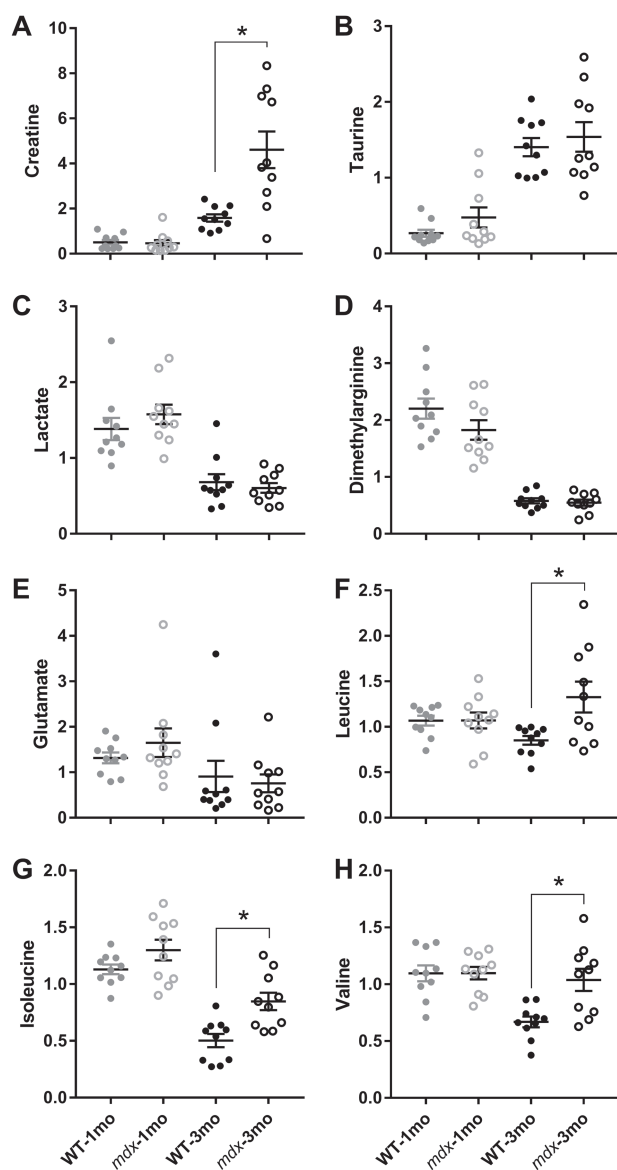 A
Creatine
10
8
6
4
2
0
*
B
Taurine
3
2
1
0
C
Lactate
3
2
1
0
D
Dimethylarginine
4
3
2
1
0
E
Glutamate
5
4
3
2
1
0
F
Leucine
2.5
2.0
1.5
1.0
0.5
0.0
*
G
Isoleucine
2.0
1.5
1.0
0.5
0.0
*
WT-1mo
mdx-1mo
WT-3mo
mdx-3mo
H
Valine
2.0
1.5
1.0
0.5
0.0
*
WT-1mo
mdx-1mo
WT-3mo
mdx-3mo